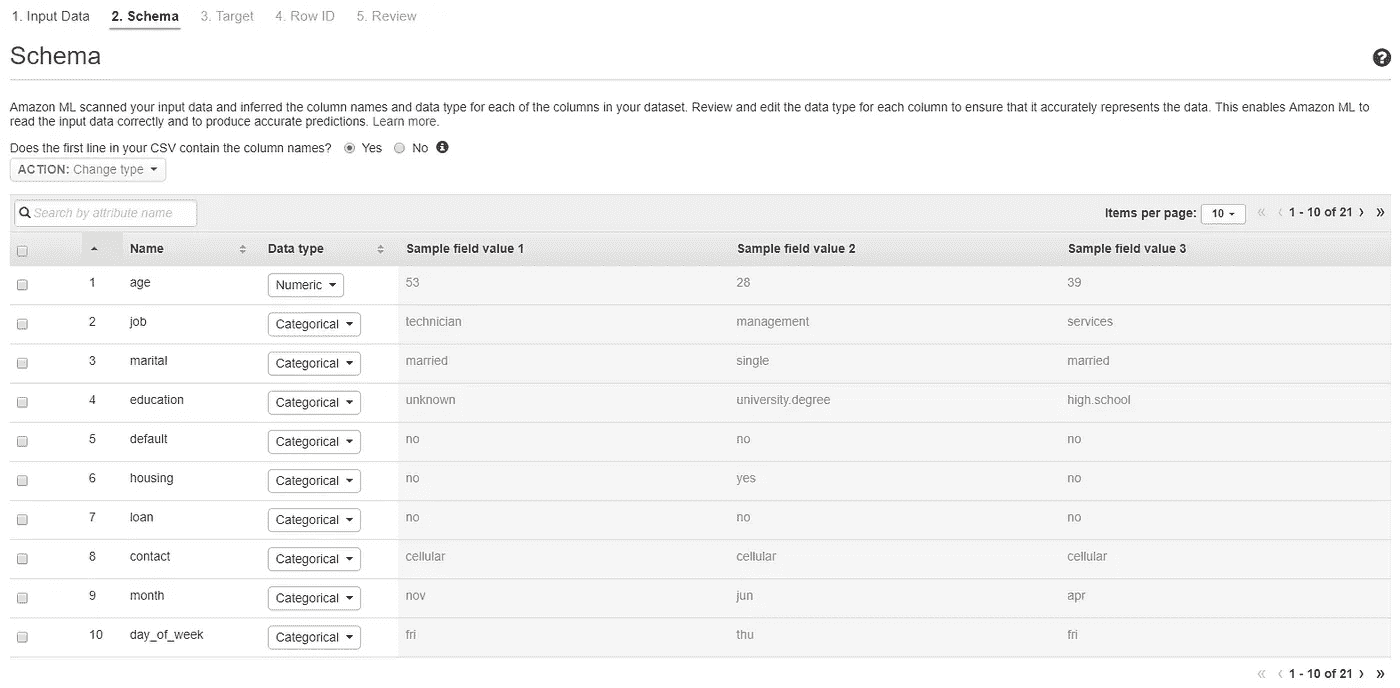 1. Input Data 2. Schema 3. Target 4. Row ID 5. Review
Schema
Amazon ML scanned your input data and inferred the column names and data type for each of the columns in your dataset. Review and edit the data type for each column to ensure that it accurately represents the data. This enables Amazon ML to
read the input data correctly and to produce accurate predictions. Learn more.
Does the first line in your CSV contain the column names? Yes No
ACTION: Change type
Search by attribute name Items per page: 10 « ‹ 1 - 10 of 21 › »
Name Data type Sample field value 1 Sample field value 2 Sample field value 3
1 age Numeric 53 28 39
2 job Categorical technician management services
3 marital Categorical married single married
4 education Categorical unknown university.degree high.school
5 default Categorical no no no
6 housing Categorical no yes no
7 loan Categorical no no no
8 contact Categorical cellular cellular cellular
9 month Categorical nov jun apr
10 day_of_week Categorical fri thu fri
« ‹ 1 - 10 of 21 › »